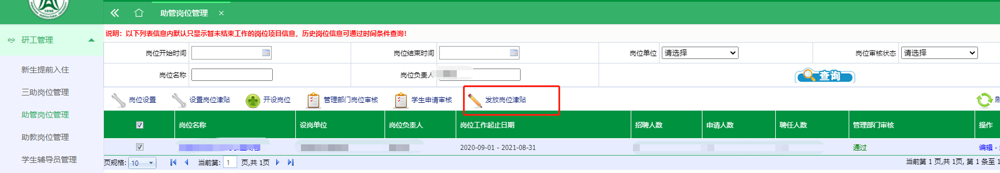 1898
助管岗位管理 ×
研工管理
新生提前入住
三助岗位管理
助管岗位管理
助教岗位管理
学生辅导员管理
说明：以下列表信息内默认只显示暂未结束工作的岗位项目信息，历史岗位信息可通过时间条件查询！
岗位开始时间 岗位结束时间 岗位单位 请选择 岗位审核状态 请选择
岗位名称 岗位负责人 查询
岗位设置 设置岗位津贴 开设岗位 管理部门岗位审核 学生申请审核 发放岗位津贴
岗位名称 设岗单位 岗位负责人 岗位工作起止日期 招聘人数 申请人数 聘任人数 管理部门审核 操作
2020-09-01 - 2021-08-31 通过 编辑 -
页规格: 10 当前第: 1 页,共 1页 当前第 1 页,共 1页, 第 1 条至 1